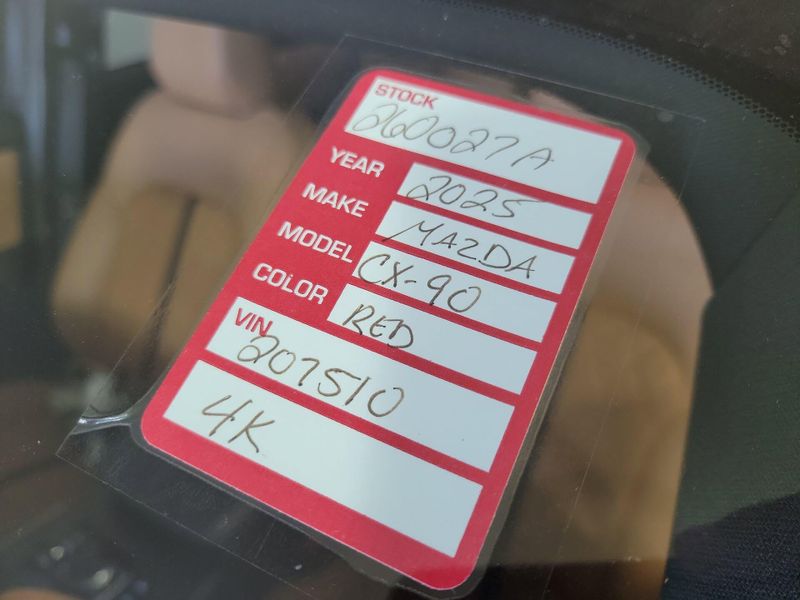 STOCK
260027A
YEAR 2025
MAKE MAZDA
MODEL CX-90
COLOR RED
VIN
207510
4K